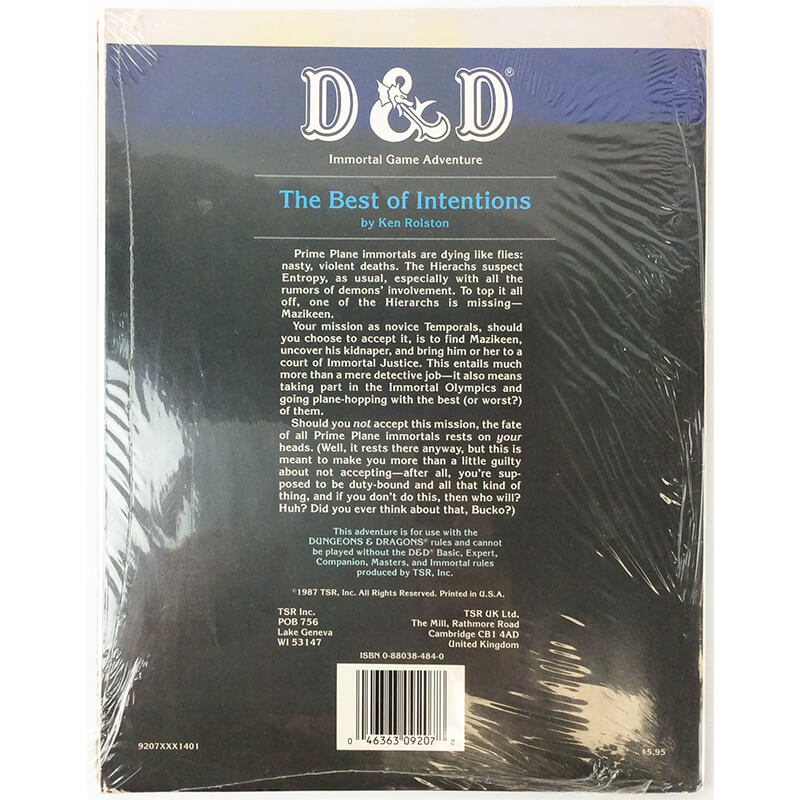 D&D®
Immortal Game Adventure
The Best of Intentions
by Ken Rolston
Prime Plane immortals are dying like flies:
nasty, violent deaths. The Hierachs suspect
Entropy, as usual, especially with all the
rumors of demons' involvement. To top it all
off, one of the Hierarchs is missing—
Mazikeen.
Your mission as novice Temporals, should
you choose to accept it, is to find Mazikeen,
uncover his kidnaper, and bring him or her to a
court of Immortal Justice. This entails much
more than a mere detective job—it also means
taking part in the Immortal Olympics and
going plane-hopping with the best (or worst?)
of them.
Should you not accept this mission, the fate
of all Prime Plane immortals rests on your
heads. (Well, it rests there anyway, but this is
meant to make you more than a little guilty
about not accepting—after all, you're sup-
posed to be duty-bound and all that kind of
thing, and if you don't do this, then who will?
Huh? Did you ever think about that, Bucko?)
This adventure is for use with the
DUNGEONS & DRAGONS® rules and cannot
be played without the D&D® Basic, Expert,
Companion, Masters, and Immortal rules
produced by TSR, Inc.
©1987 TSR, Inc. All Rights Reserved. Printed in U.S.A.
TSR Inc.
POB 756
Lake Geneva
WI 53147
TSR UK Ltd.
The Mill, Rathmore Road
Cambridge CB1 4AD
United Kingdom
ISBN 0-88038-484-0
0 46363 09207 2
9207XXX1401
$5.95